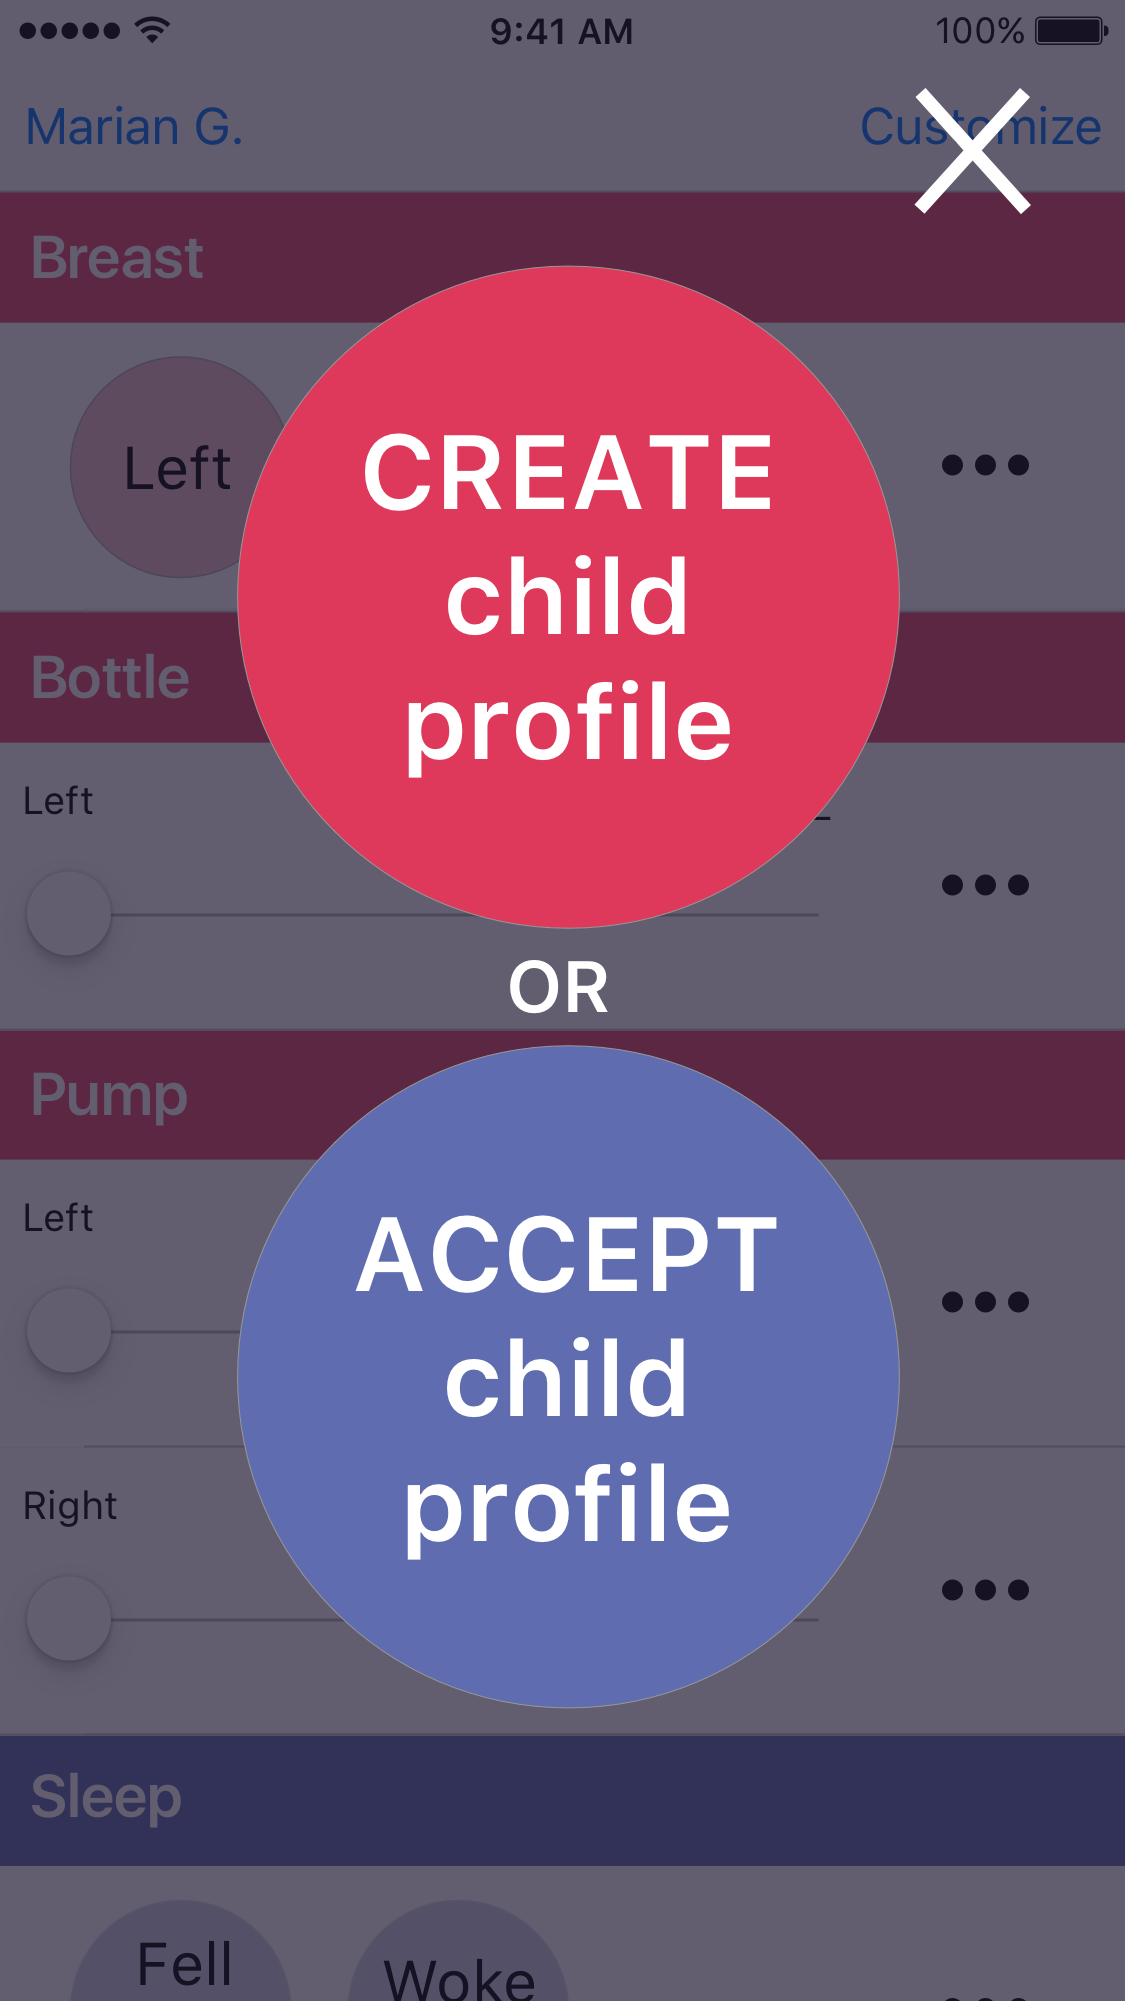 9:41 AM
100%
Marian G.
Customize
Breast
Left
CREATE
child
profile
Bottle
Left
OR
Pump
Left
ACCEPT
child
profile
Right
Sleep
Fell
Woke